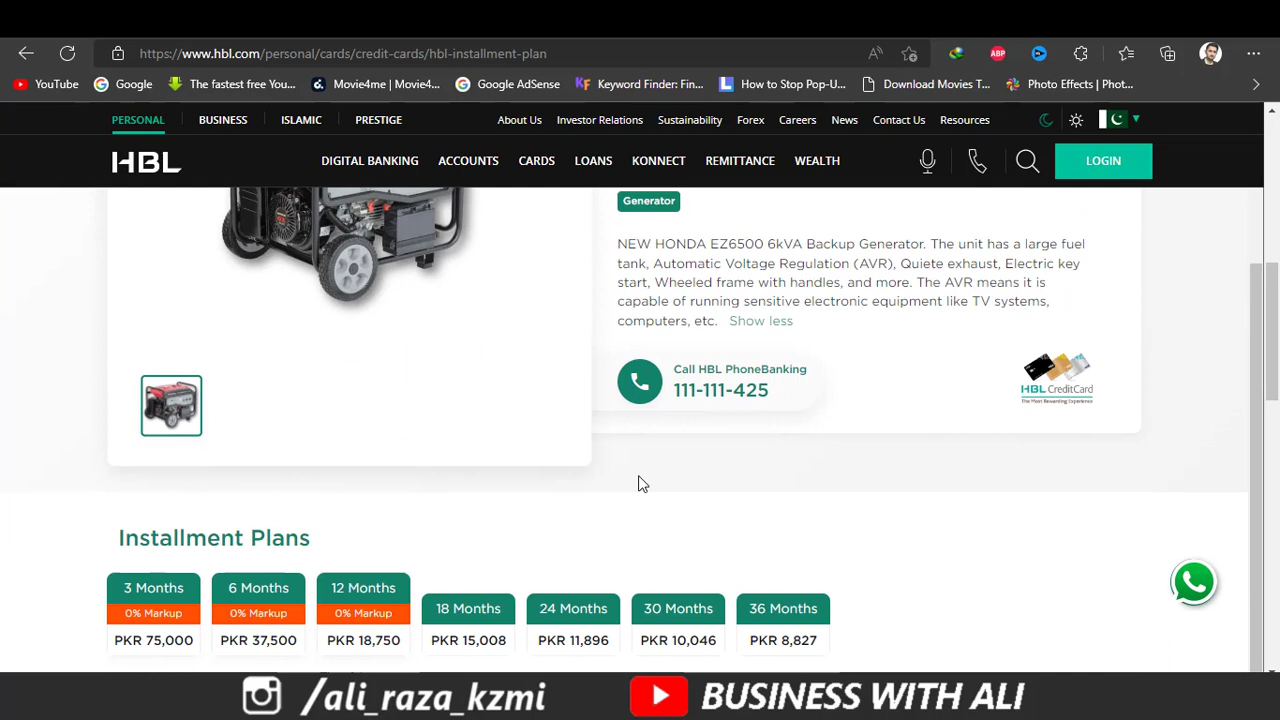 https://www.hbl.com/personal/cards/credit-cards/hbl-installment-plan
YouTube
Google
The fastest free You...
Movie4me | Movie4...
Google AdSense
Keyword Finder: Fin...
How to Stop Pop-U...
Download Movies T...
Photo Effects | Phot...
PERSONAL
BUSINESS
ISLAMIC
PRESTIGE
About Us
Investor Relations
Sustainability
Forex
Careers
News
Contact Us
Resources
HBL
DIGITAL BANKING
ACCOUNTS
CARDS
LOANS
KONNECT
REMITTANCE
WEALTH
LOGIN
Generator
NEW HONDA EZ6500 6kVA Backup Generator. The unit has a large fuel
tank, Automatic Voltage Regulation (AVR), Quiete exhaust, Electric key
start, Wheeled frame with handles, and more. The AVR means it is
capable of running sensitive electronic equipment like TV systems,
computers, etc. Show less
Call HBL PhoneBanking
111-111-425
HBL CreditCard
The Most Rewarding Experience
Installment Plans
3 Months
0% Markup
PKR 75,000
6 Months
0% Markup
PKR 37,500
12 Months
0% Markup
PKR 18,750
18 Months
PKR 15,008
24 Months
PKR 11,896
30 Months
PKR 10,046
36 Months
PKR 8,827
/ali_raza_kzmi
BUSINESS WITH ALI